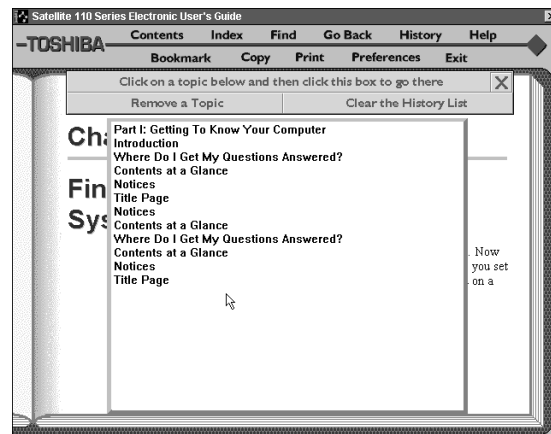 Satellite 110 Series Electronic User's Guide
TOSHIBA
Contents Index Find Go Back History Help
Bookmark Copy Print Preferences Exit
Click on a topic below and then click this box to go there X
Remove a Topic Clear the History List
Cha
Part I: Getting To Know Your Computer
Introduction
Where Do I Get My Questions Answered?
Contents at a Glance
Notices
Title Page
Notices
Contents at a Glance
Where Do I Get My Questions Answered?
Contents at a Glance
Notices
Title Page
Fin
Sys
. Now
you set
on a